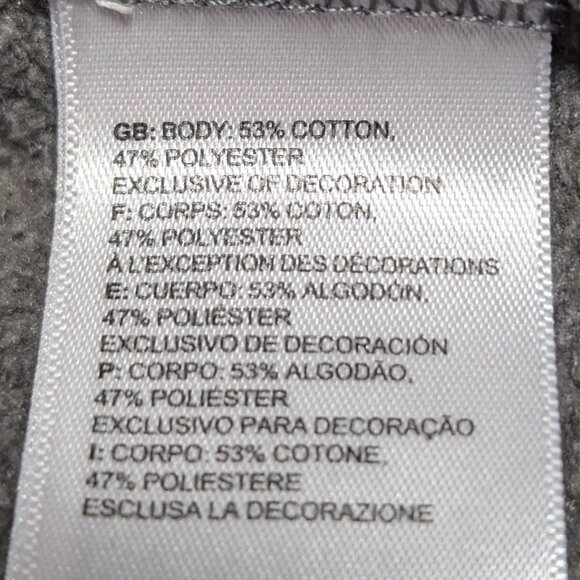 GB: BODY: 53% COTTON,
47% POLYESTER
EXCLUSIVE OF DECORATION
F: CORPS: 53% COTON,
47% POLYESTER
À L'EXCEPTION DES DÉCORATIONS
E: CUERPO: 53% ALGODÓN,
47% POLIÉSTER
EXCLUSIVO DE DECORACIÓN
P: CORPO: 53% ALGODÃO,
47% POLIÉSTER
EXCLUSIVO PARA DECORAÇÃO
I: CORPO: 53% COTONE,
47% POLIESTERE
ESCLUSA LA DECORAZIONE